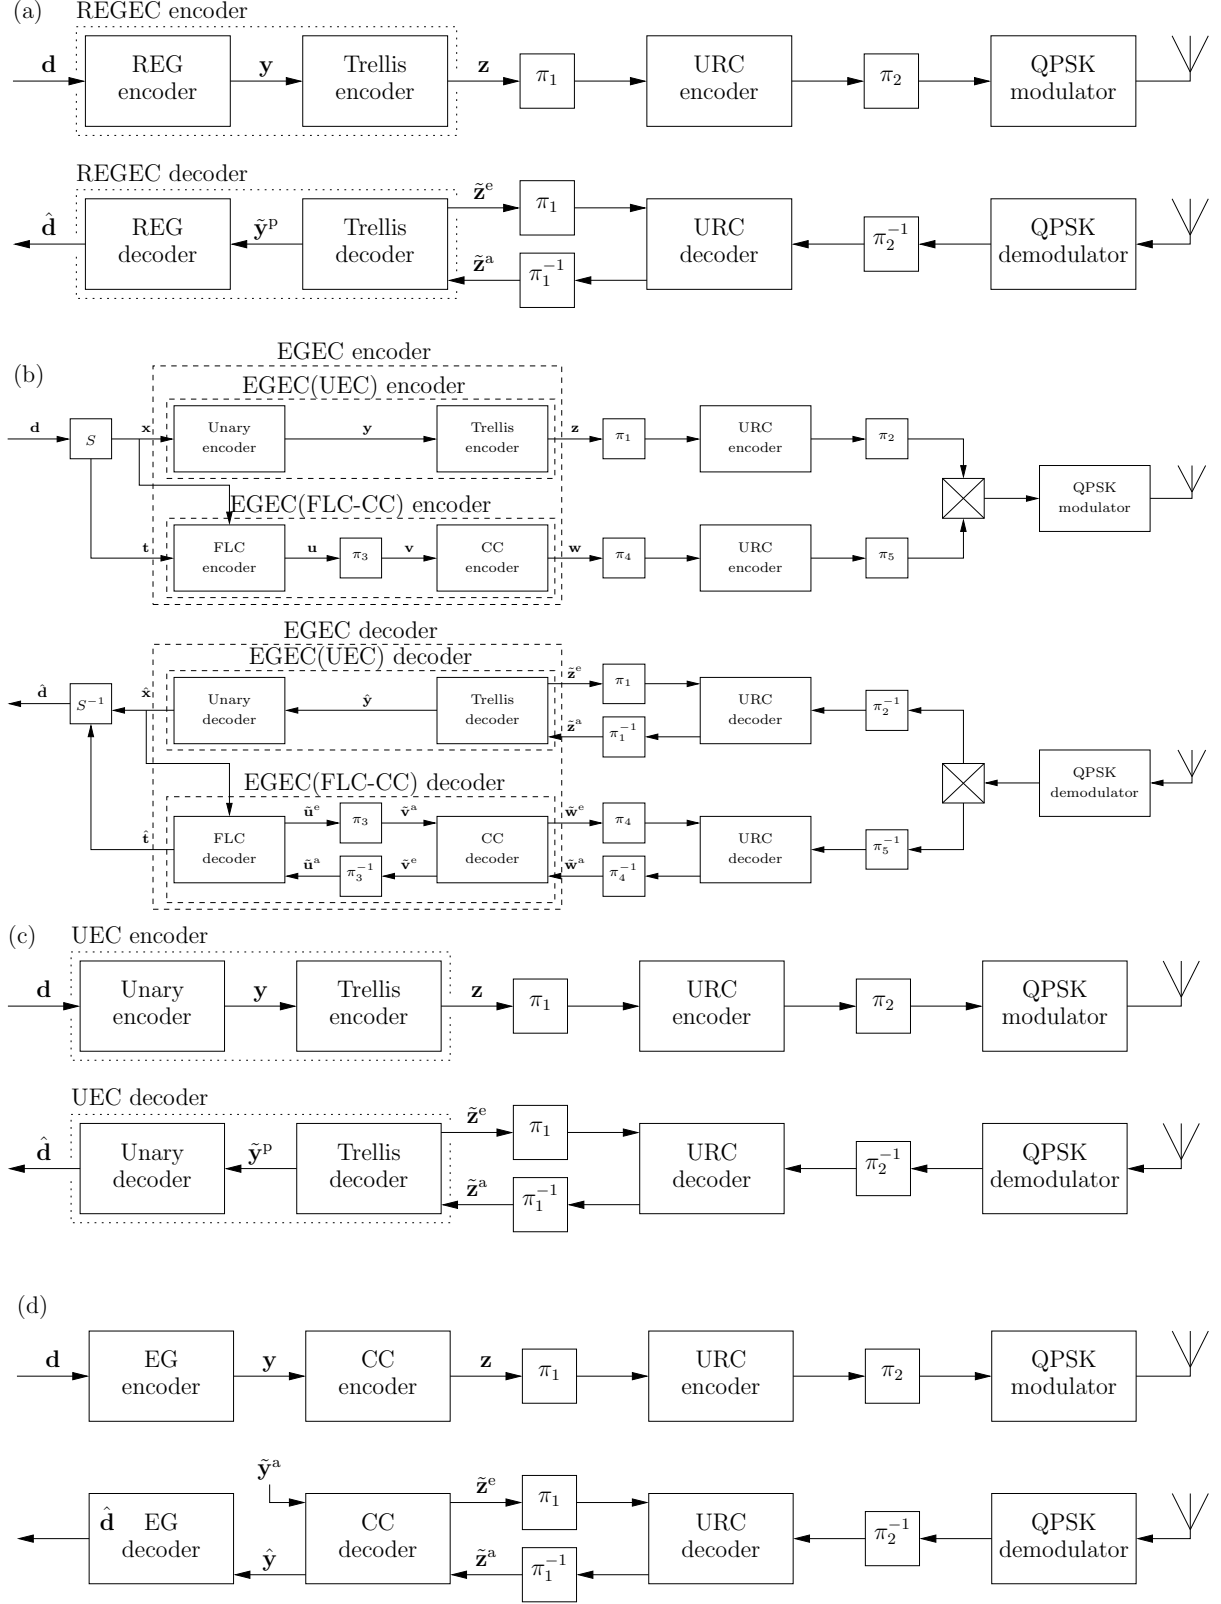 (a)
REGEC encoder
d
REG
encoder
y
Trellis
encoder
z
π₁
URC
encoder
π₂
QPSK
modulator
REGEC decoder
d̂
REG
decoder
ỹᵖ
Trellis
decoder
z̃ᵉ
π₁
z̃ᵃ
π₁⁻¹
URC
decoder
π₂⁻¹
QPSK
demodulator
(b)
EGEC encoder
EGEC(UEC) encoder
d
S
x
Unary
encoder
y
Trellis
encoder
z
π₁
URC
encoder
π₂
QPSK
modulator
EGEC(FLC-CC) encoder
t
FLC
encoder
u
π₃
v
CC
encoder
w
π₄
URC
encoder
π₅
EGEC decoder
EGEC(UEC) decoder
d̂
S⁻¹
x̂
Unary
decoder
ŷ
Trellis
decoder
z̃ᵉ
π₁
z̃ᵃ
π₁⁻¹
URC
decoder
π₂⁻¹
QPSK
demodulator
EGEC(FLC-CC) decoder
t̂
FLC
decoder
ũᵉ
π₃
ṽᵃ
ũᵃ
π₃⁻¹
ṽᵉ
CC
decoder
w̃ᵉ
π₄
w̃ᵃ
π₄⁻¹
URC
decoder
π₅⁻¹
(c)
UEC encoder
d
Unary
encoder
y
Trellis
encoder
z
π₁
URC
encoder
π₂
QPSK
modulator
UEC decoder
d̂
Unary
decoder
ỹᵖ
Trellis
decoder
z̃ᵉ
π₁
z̃ᵃ
π₁⁻¹
URC
decoder
π₂⁻¹
QPSK
demodulator
(d)
d
EG
encoder
y
CC
encoder
z
π₁
URC
encoder
π₂
QPSK
modulator
d̂
EG
decoder
ỹᵃ
ŷ
CC
decoder
z̃ᵉ
π₁
z̃ᵃ
π₁⁻¹
URC
decoder
π₂⁻¹
QPSK
demodulator